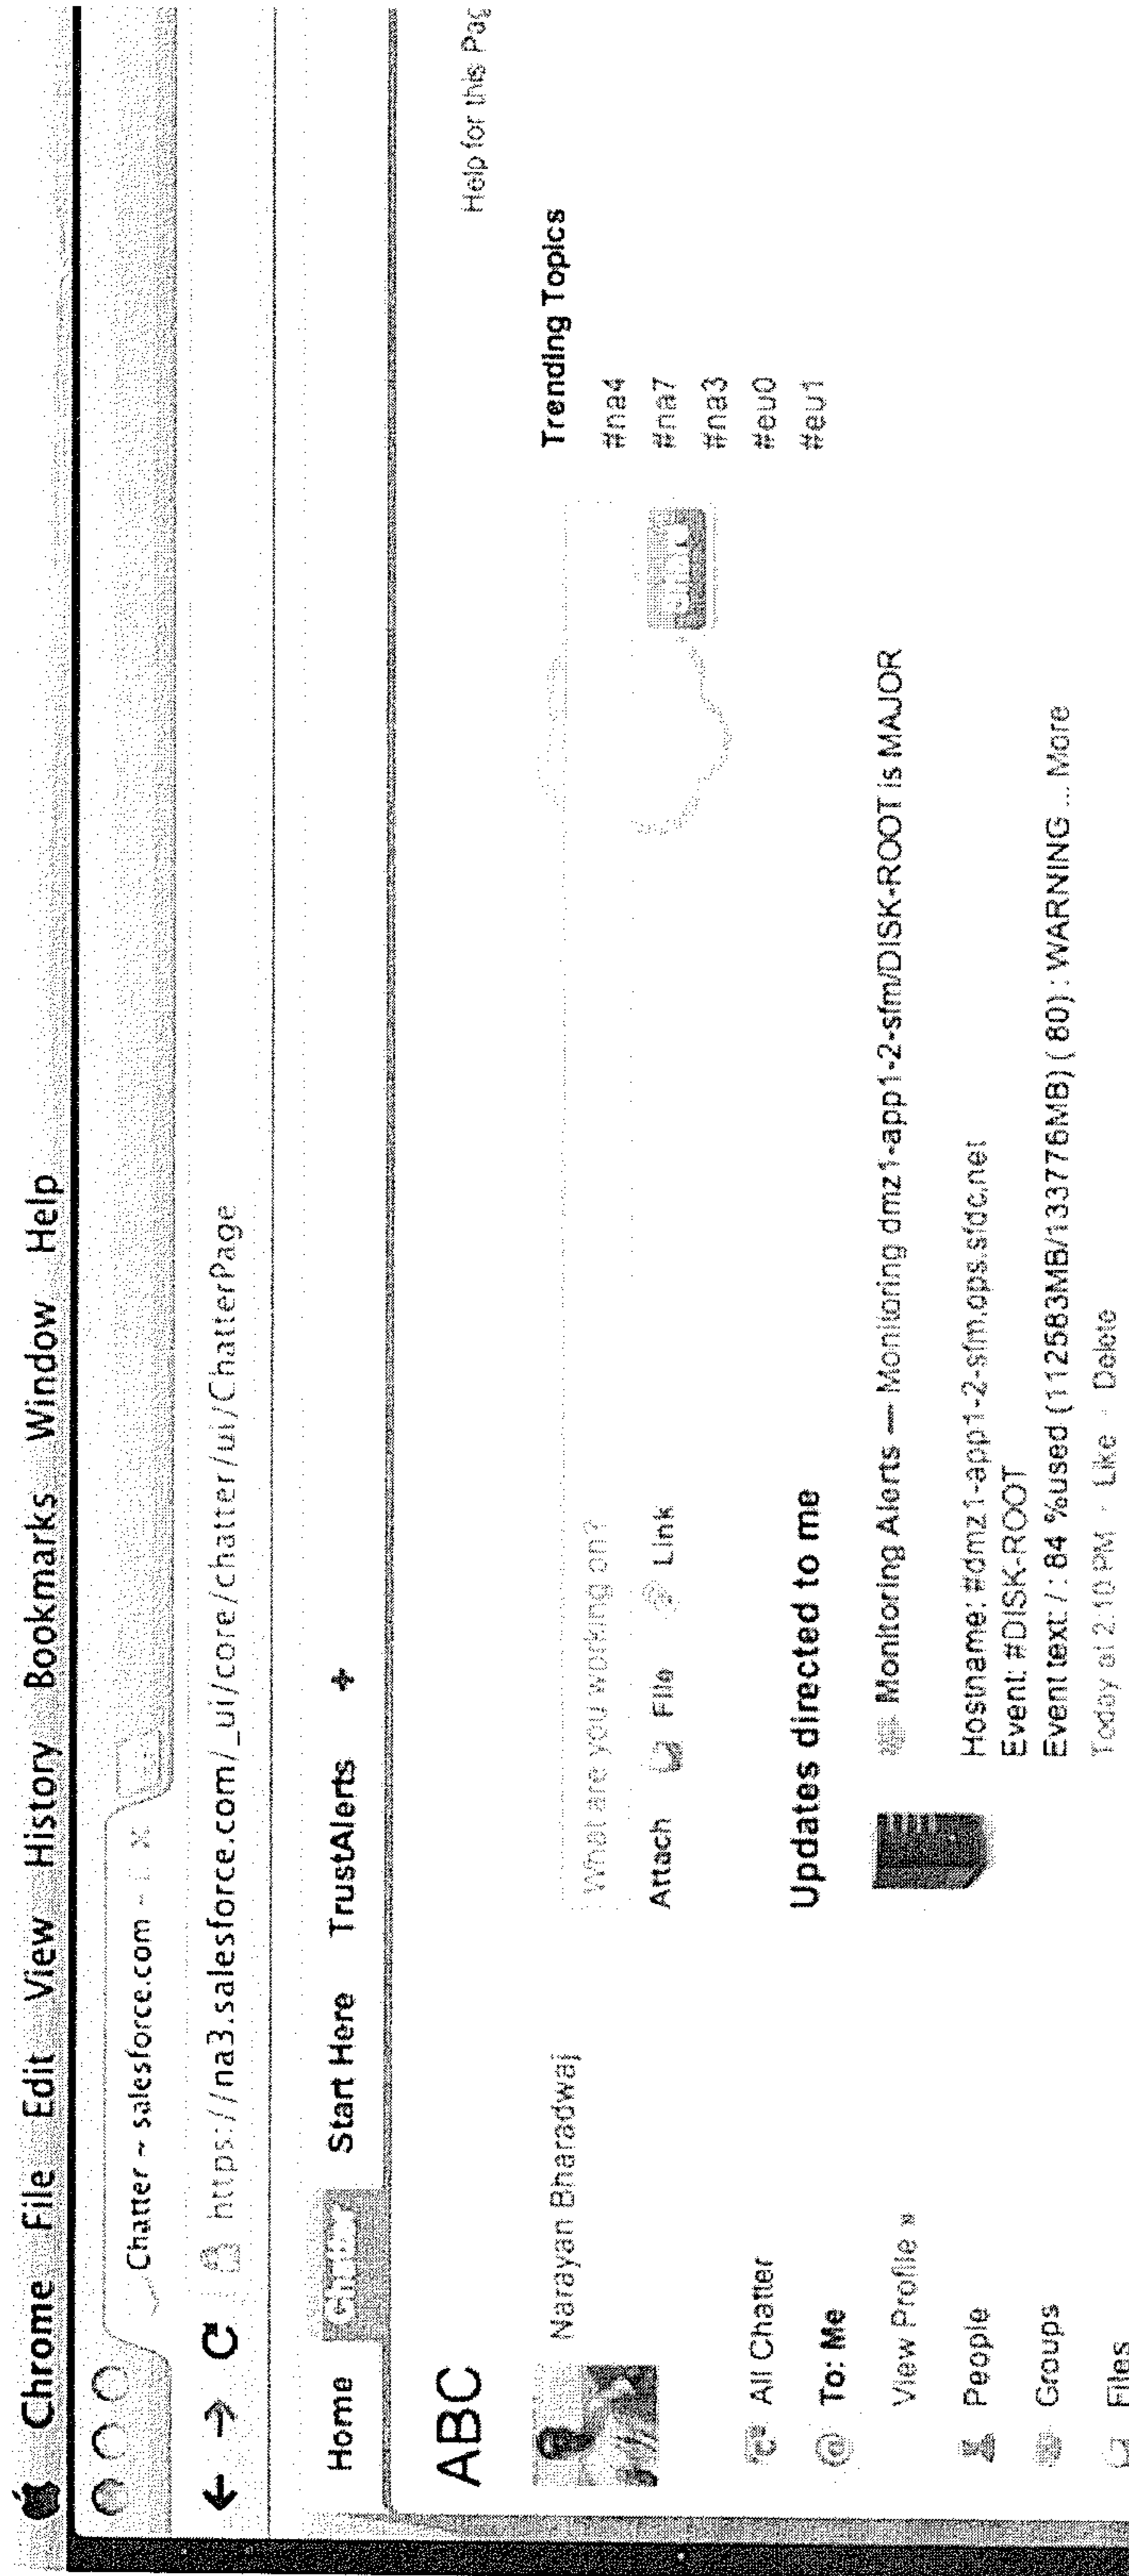 Chrome File Edit View History Bookmarks Window Help
Chatter ~ salesforce.com -
https://na3.salesforce.com/_ui/core/chatter/ui/ChatterPage
Home Chatter Start Here TrustAlerts +
Help for this Pag
ABC
Narayan Bharadwaj
What are you working on?
Attach File Link
Trending Topics
#na4
#na7
#na3
#eu0
#eu1
All Chatter
To: Me
View Profile »
People
Groups
Files
Updates directed to me
Monitoring Alerts — Monitoring dmz1-app1-2-sfm/DISK-ROOT is MAJOR
Hostname: #dmz1-app1-2-sfm.ops.sfdc.net
Event: #DISK-ROOT
Event text: / : 84 %used (112583MB/133776MB) ( 80) : WARNING ... More
Today at 2:10 PM · Like · Delete